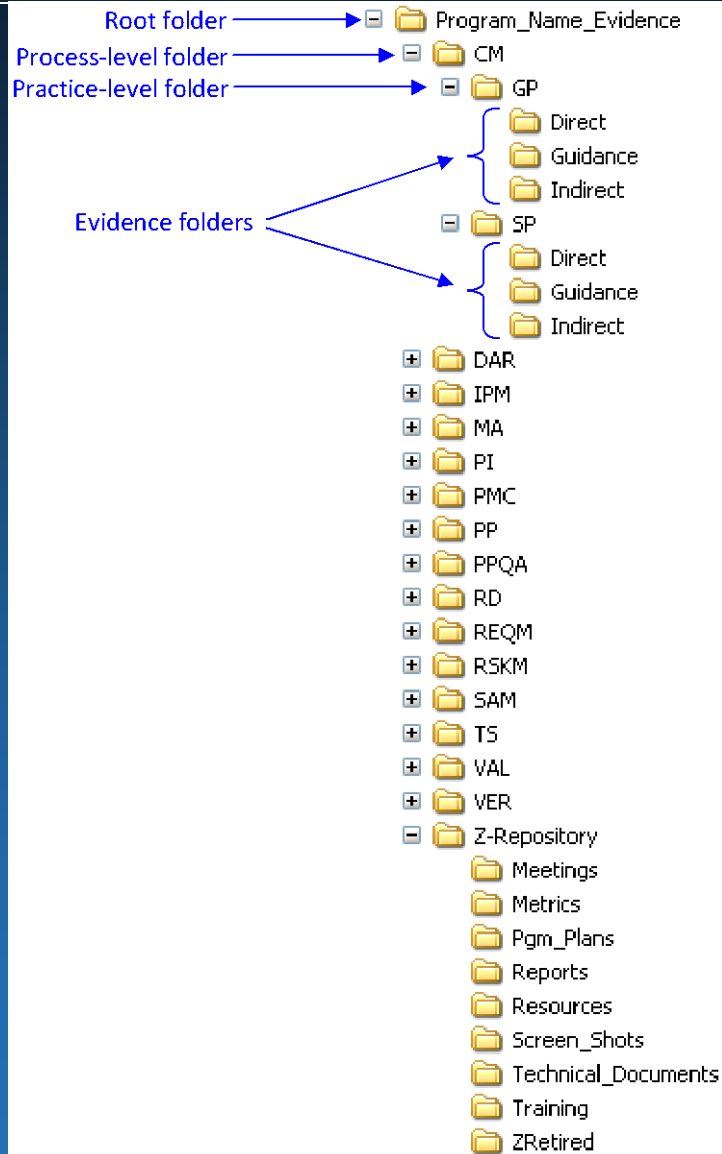 Root folder
Program_Name_Evidence
Process-level folder
CM
Practice-level folder
GP
Direct
Guidance
Indirect
Evidence folders
SP
Direct
Guidance
Indirect
DAR
IPM
MA
PI
PMC
PP
PPQA
RD
REQM
RSKM
SAM
TS
VAL
VER
Z-Repository
Meetings
Metrics
Pgm_Plans
Reports
Resources
Screen_Shots
Technical_Documents
Training
ZRetired